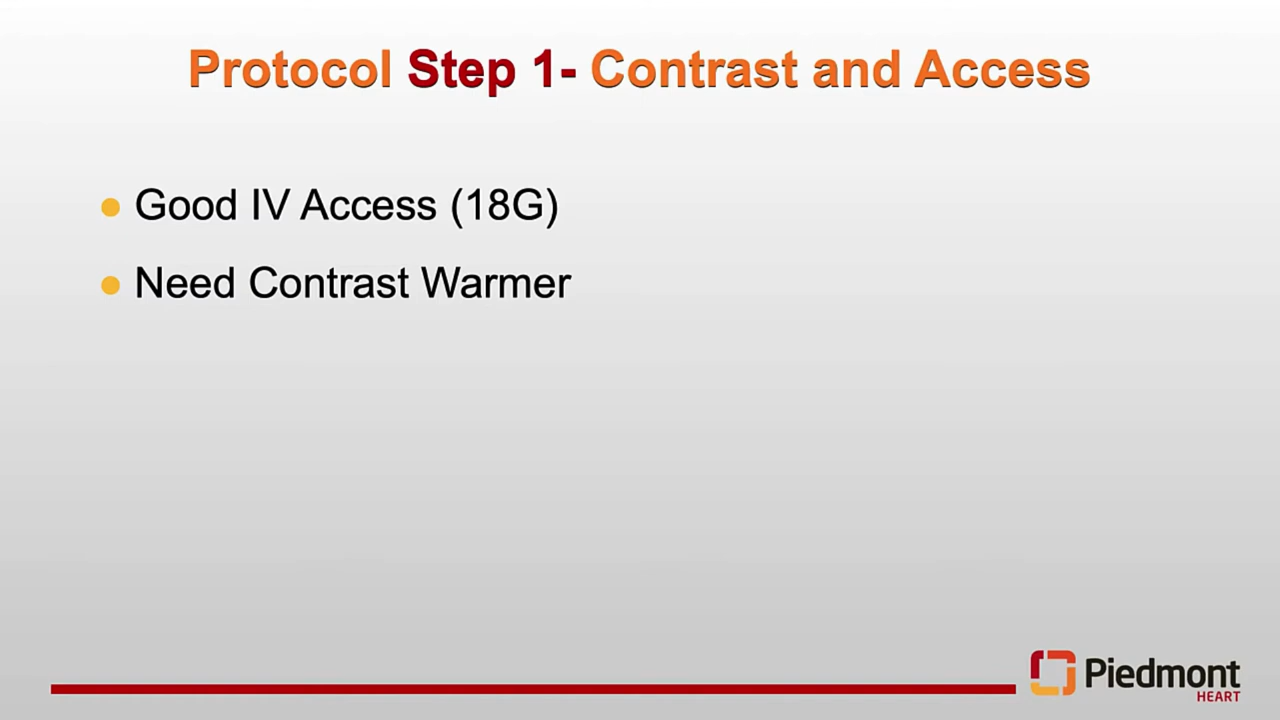 Protocol Step 1- Contrast and Access
● Good IV Access (18G)
● Need Contrast Warmer
Piedmont
HEART